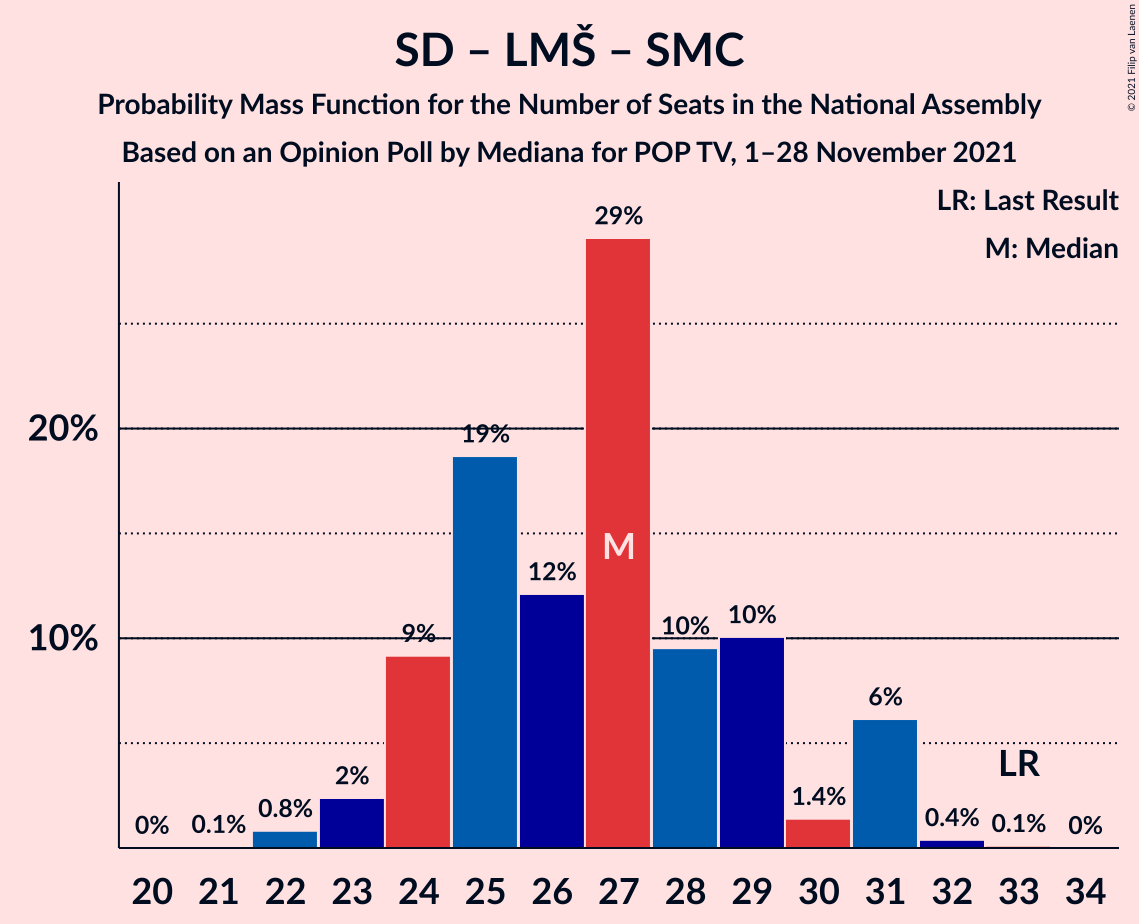 SD – LMŠ – SMC
Probability Mass Function for the Number of Seats in the National Assembly
Based on an Opinion Poll by Mediana for POP TV, 1–28 November 2021
© 2021 Filip van Laenen
LR: Last Result
M: Median
29%
20%
19%
M
12%
10%
9%
10%
10%
6%
LR
2%
1.4%
0.8%
0.4%
0%
0.1%
0.1%
0%
20 21 22 23 24 25 26 27 28 29 30 31 32 33 34